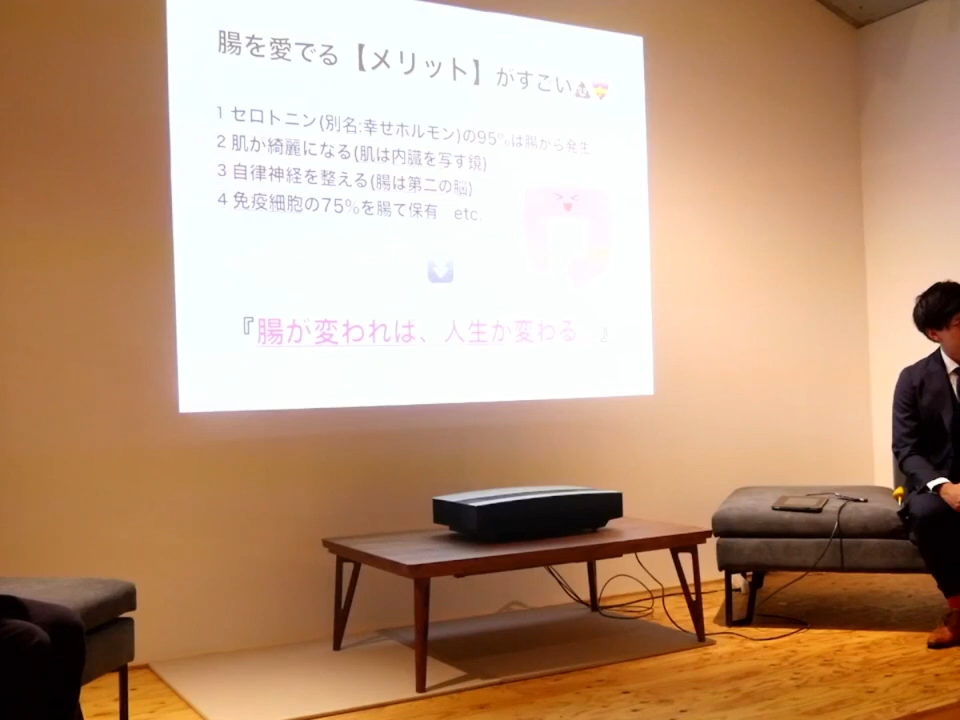 腸を愛でる【メリット】がすごい
1 セロトニン(別名:幸せホルモン)の95%は腸から発生
2 肌が綺麗になる(肌は内臓を写す鏡)
3 自律神経を整える(腸は第二の脳)
4 免疫細胞の75%を腸で保有 etc.
『腸が変われば、人生が変わる』